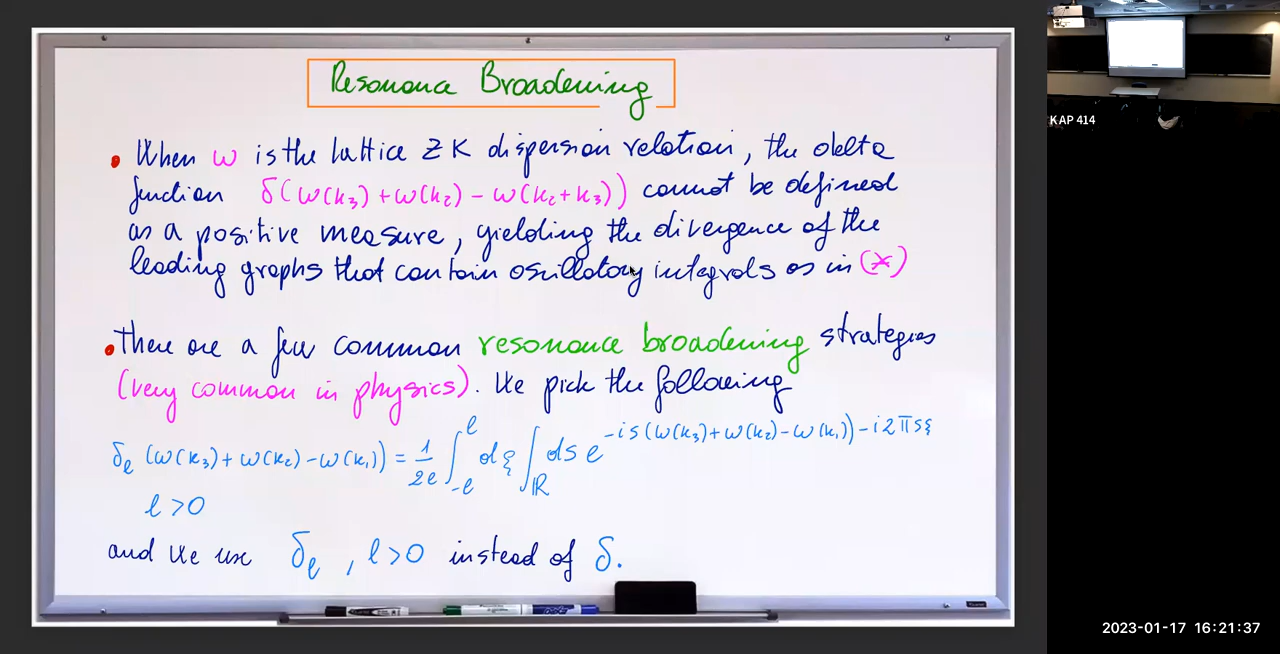 Resonance Broadening
• When ω is the lattice ZK dispersion relation, the delta
function δ(ω(k₃)+ω(k₂)-ω(k₂+k₃)) cannot be defined
as a positive measure, yielding the divergence of the
leading graphs that contain oscillatory integrals as in (*)
• There are a few common resonance broadening strategies
(very common in physics). We pick the following
δ_ℓ (ω(k₃)+ω(k₂)-ω(k₁)) = 1/2ℓ ∫_{-ℓ}^{ℓ} dξ ∫_ℝ ds e^{-is(ω(k₃)+ω(k₂)-ω(k₁))-i2πsξ}
ℓ>0
and we use δ_ℓ , ℓ>0 instead of δ.
KAP 414
2023-01-17 16:21:37